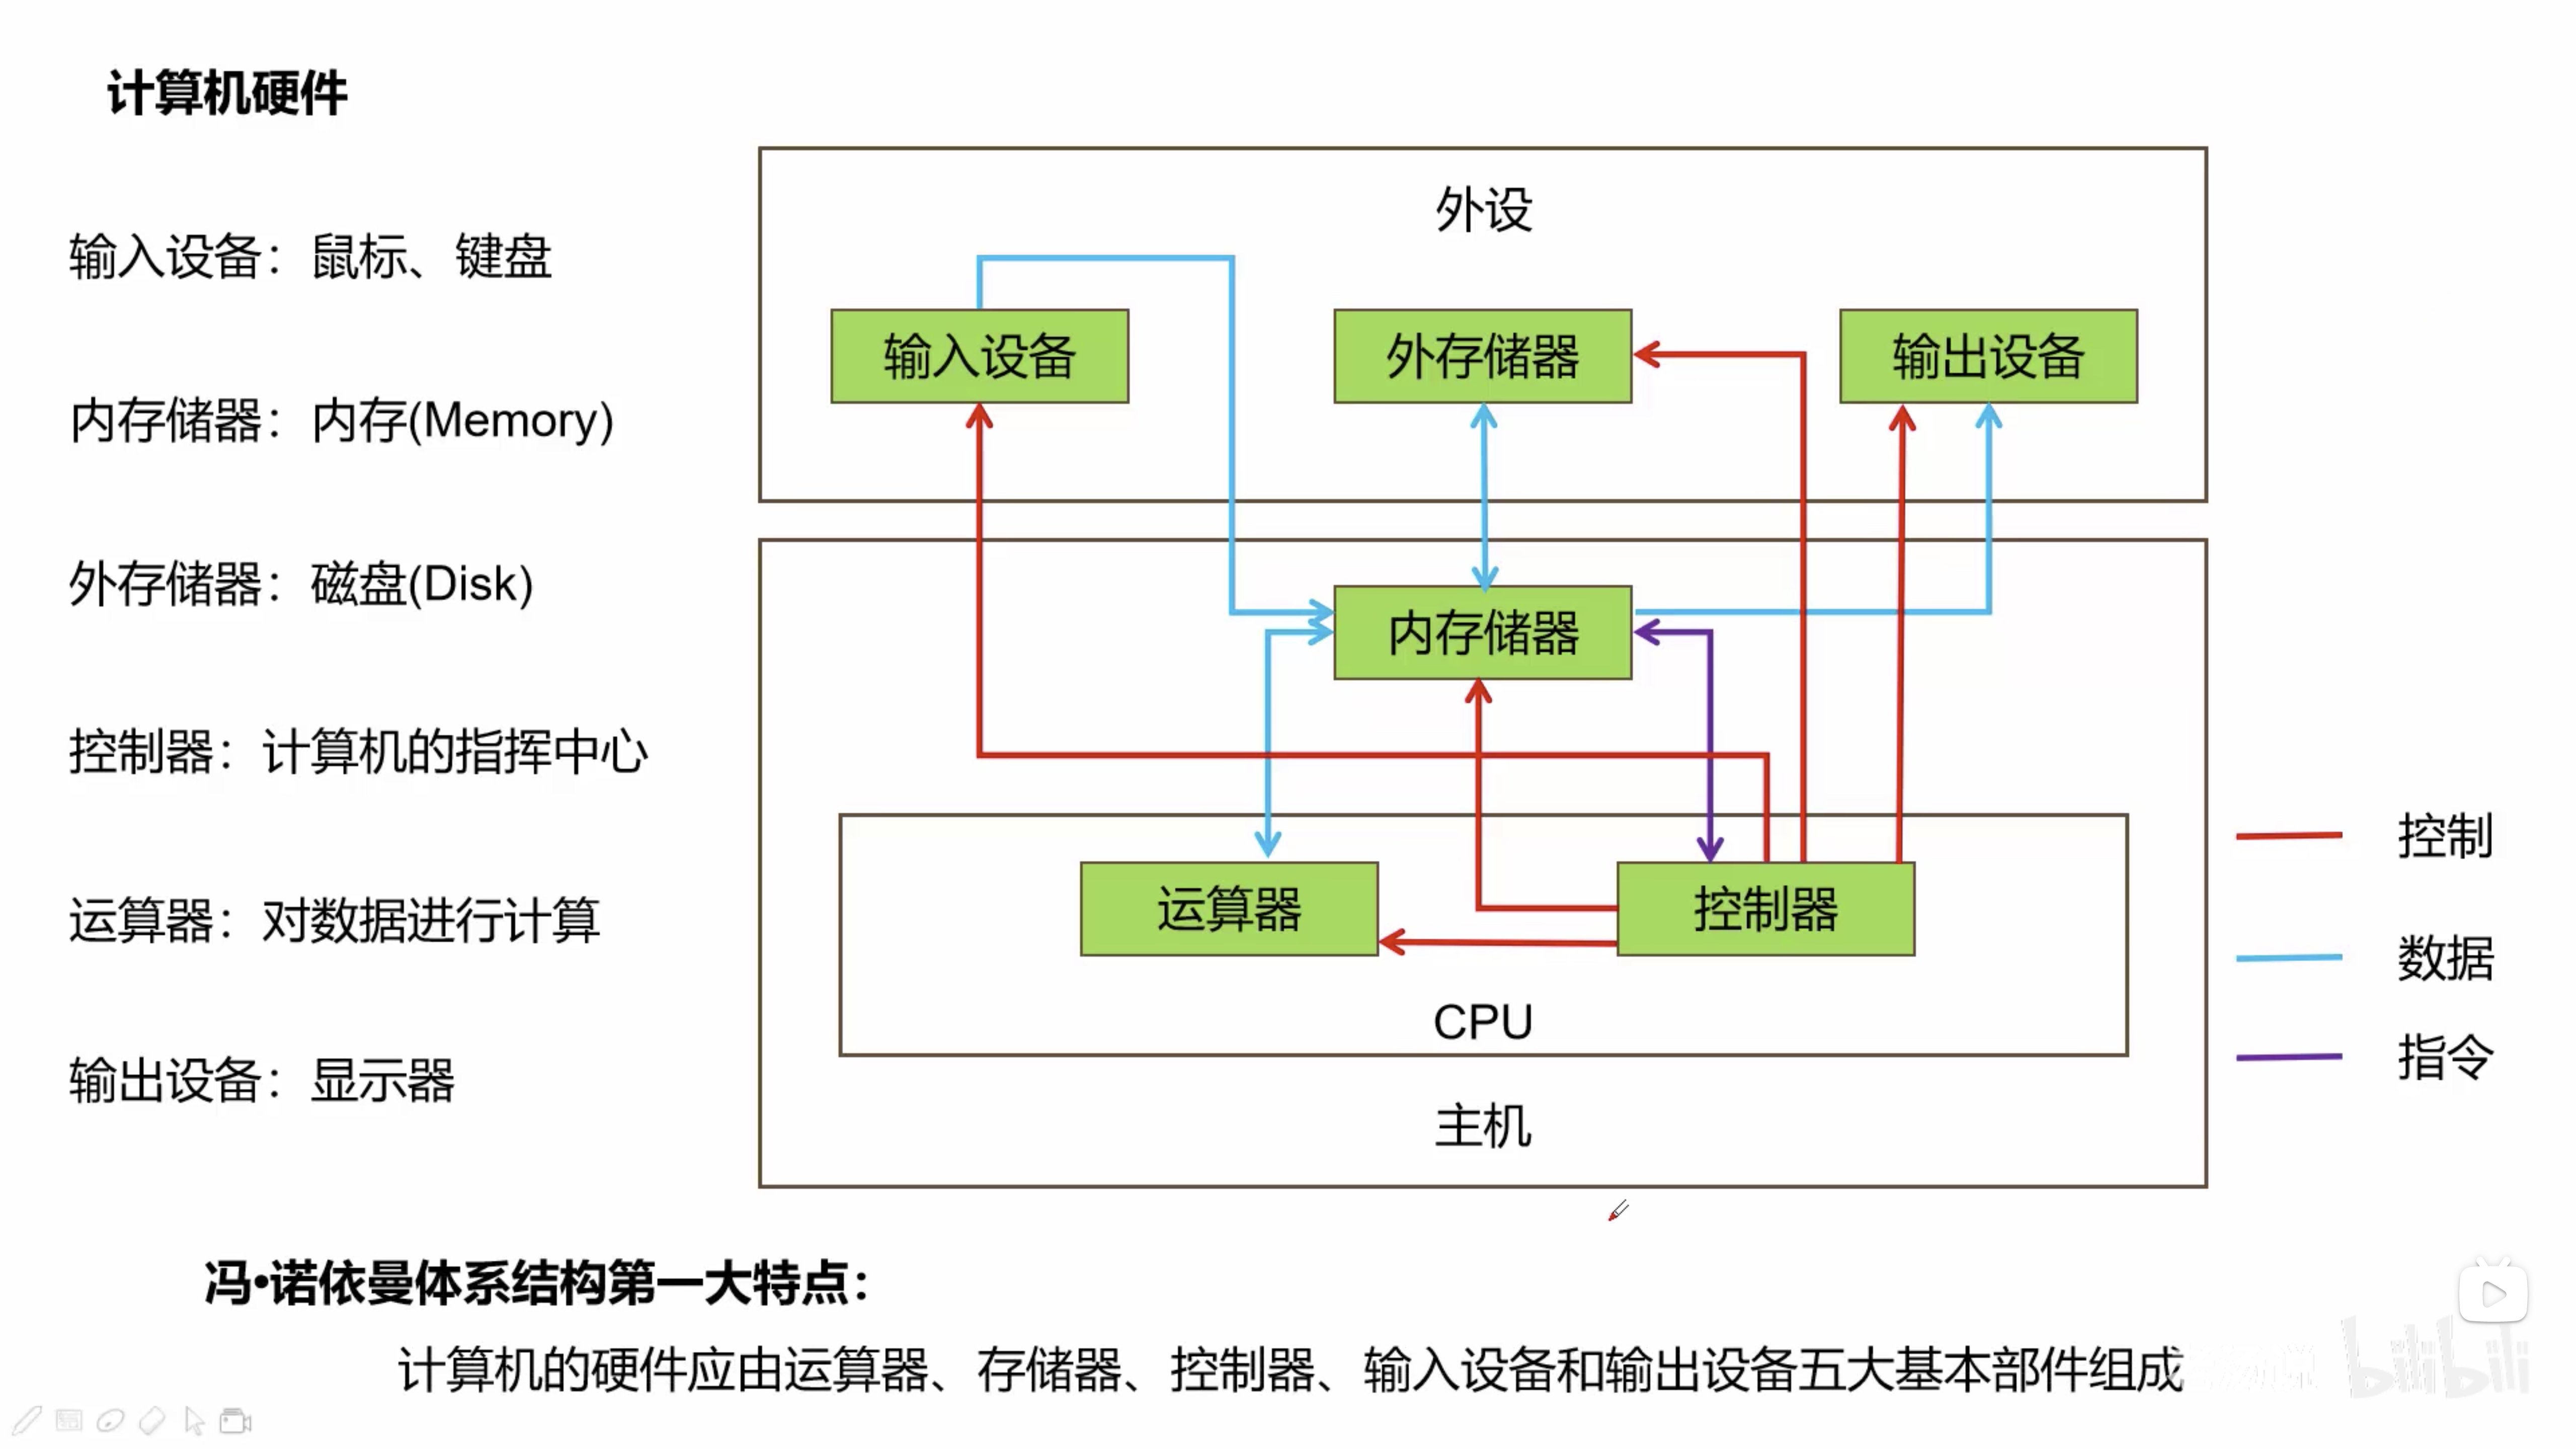 计算机硬件
输入设备：鼠标、键盘
内存储器：内存(Memory)
外存储器：磁盘(Disk)
控制器：计算机的指挥中心
运算器：对数据进行计算
输出设备：显示器
外设
输入设备
外存储器
输出设备
内存储器
运算器
控制器
CPU
主机
控制
数据
指令
冯•诺依曼体系结构第一大特点：
计算机的硬件应由运算器、存储器、控制器、输入设备和输出设备五大基本部件组成
bilibili